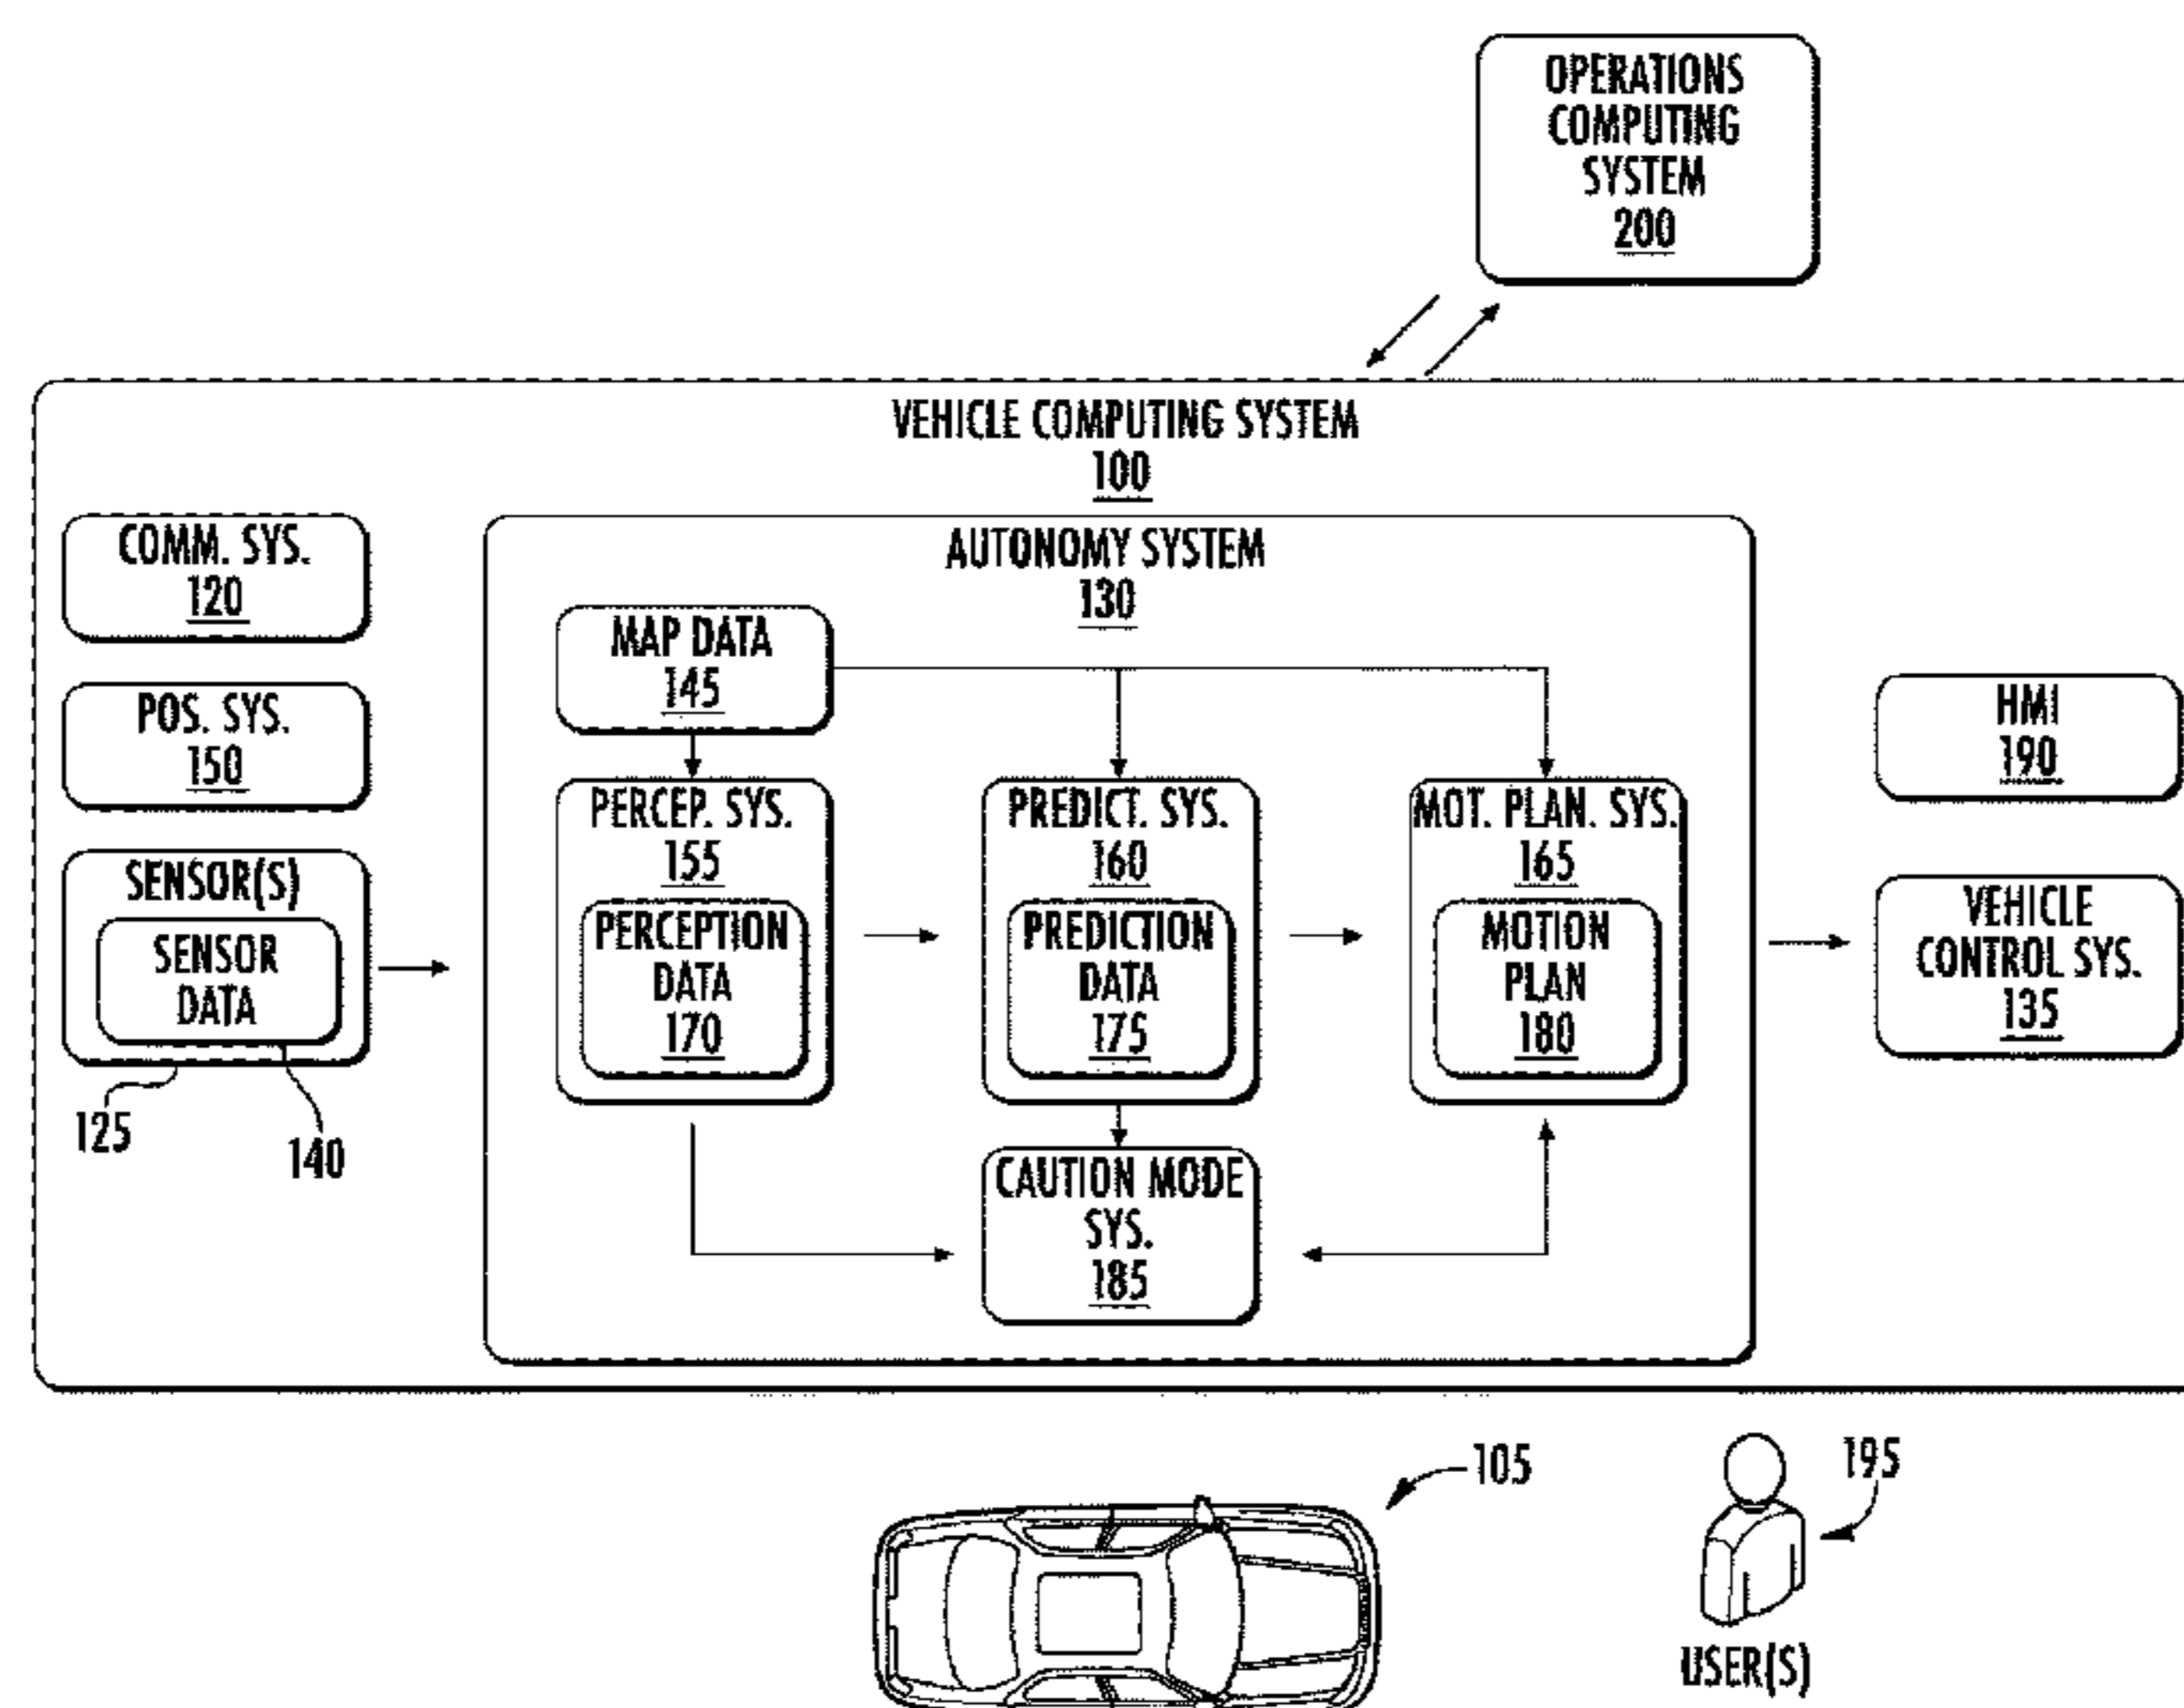 OPERATIONS
COMPUTING
SYSTEM
200
VEHICLE COMPUTING SYSTEM
100
COMM. SYS.
120
POS. SYS.
150
SENSOR(S)
SENSOR
DATA
125
140
AUTONOMY SYSTEM
130
MAP DATA
145
PERCEP. SYS.
155
PERCEPTION
DATA
170
PREDICT. SYS.
160
PREDICTION
DATA
175
MOT. PLAN. SYS.
165
MOTION
PLAN
180
CAUTION MODE
SYS.
185
HMI
190
VEHICLE
CONTROL SYS.
135
105
195
USER(S)